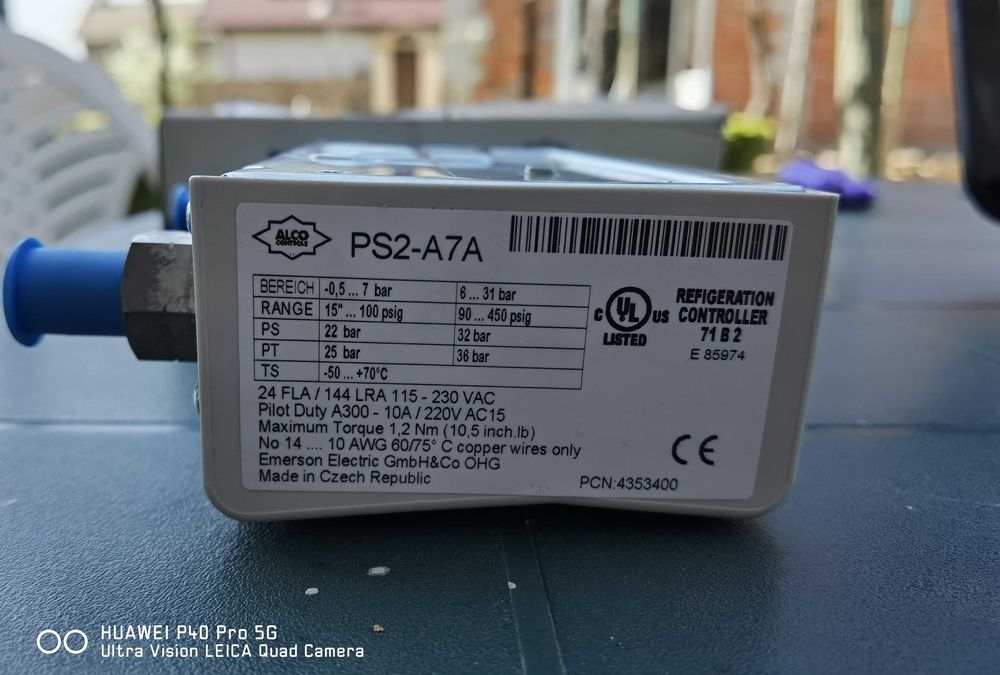 ALCO
CONTROLS
PS2-A7A
BEREICH -0,5 ... 7 bar 6 ... 31 bar
RANGE 15" ... 100 psig 90 ... 450 psig
PS 22 bar 32 bar
PT 25 bar 36 bar
TS -50 ... +70°C
24 FLA / 144 LRA 115 - 230 VAC
Pilot Duty A300 - 10A / 220V AC15
Maximum Torque 1,2 Nm (10,5 inch.lb)
No 14 .... 10 AWG 60/75° C copper wires only
Emerson Electric GmbH&Co OHG
Made in Czech Republic
C UL US
LISTED
REFIGERATION
CONTROLLER
71 B 2
E 85974
CE
PCN:4353400
HUAWEI P40 Pro 5G
Ultra Vision LEICA Quad Camera